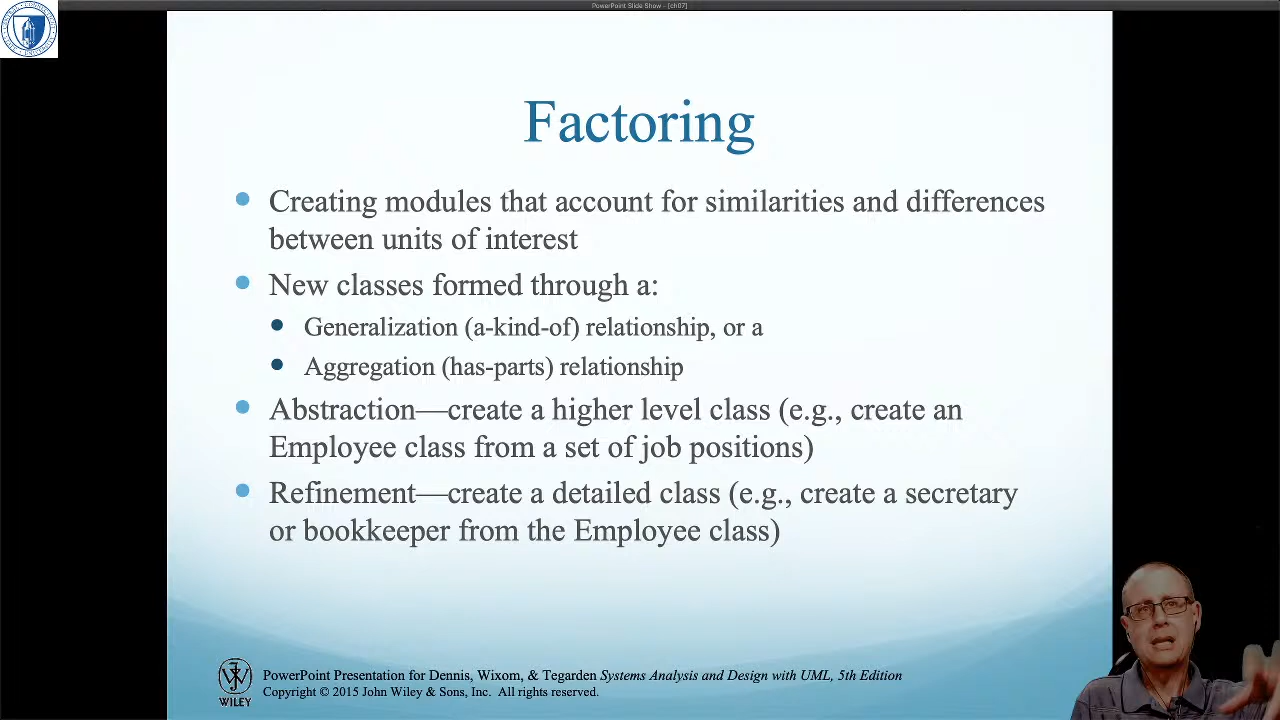 PowerPoint Slide Show - [ch07]
Factoring
Creating modules that account for similarities and differences
between units of interest
New classes formed through a:
Generalization (a-kind-of) relationship, or a
Aggregation (has-parts) relationship
Abstraction—create a higher level class (e.g., create an
Employee class from a set of job positions)
Refinement—create a detailed class (e.g., create a secretary
or bookkeeper from the Employee class)
PowerPoint Presentation for Dennis, Wixom, & Tegarden Systems Analysis and Design with UML, 5th Edition
Copyright © 2015 John Wiley & Sons, Inc. All rights reserved.
WILEY